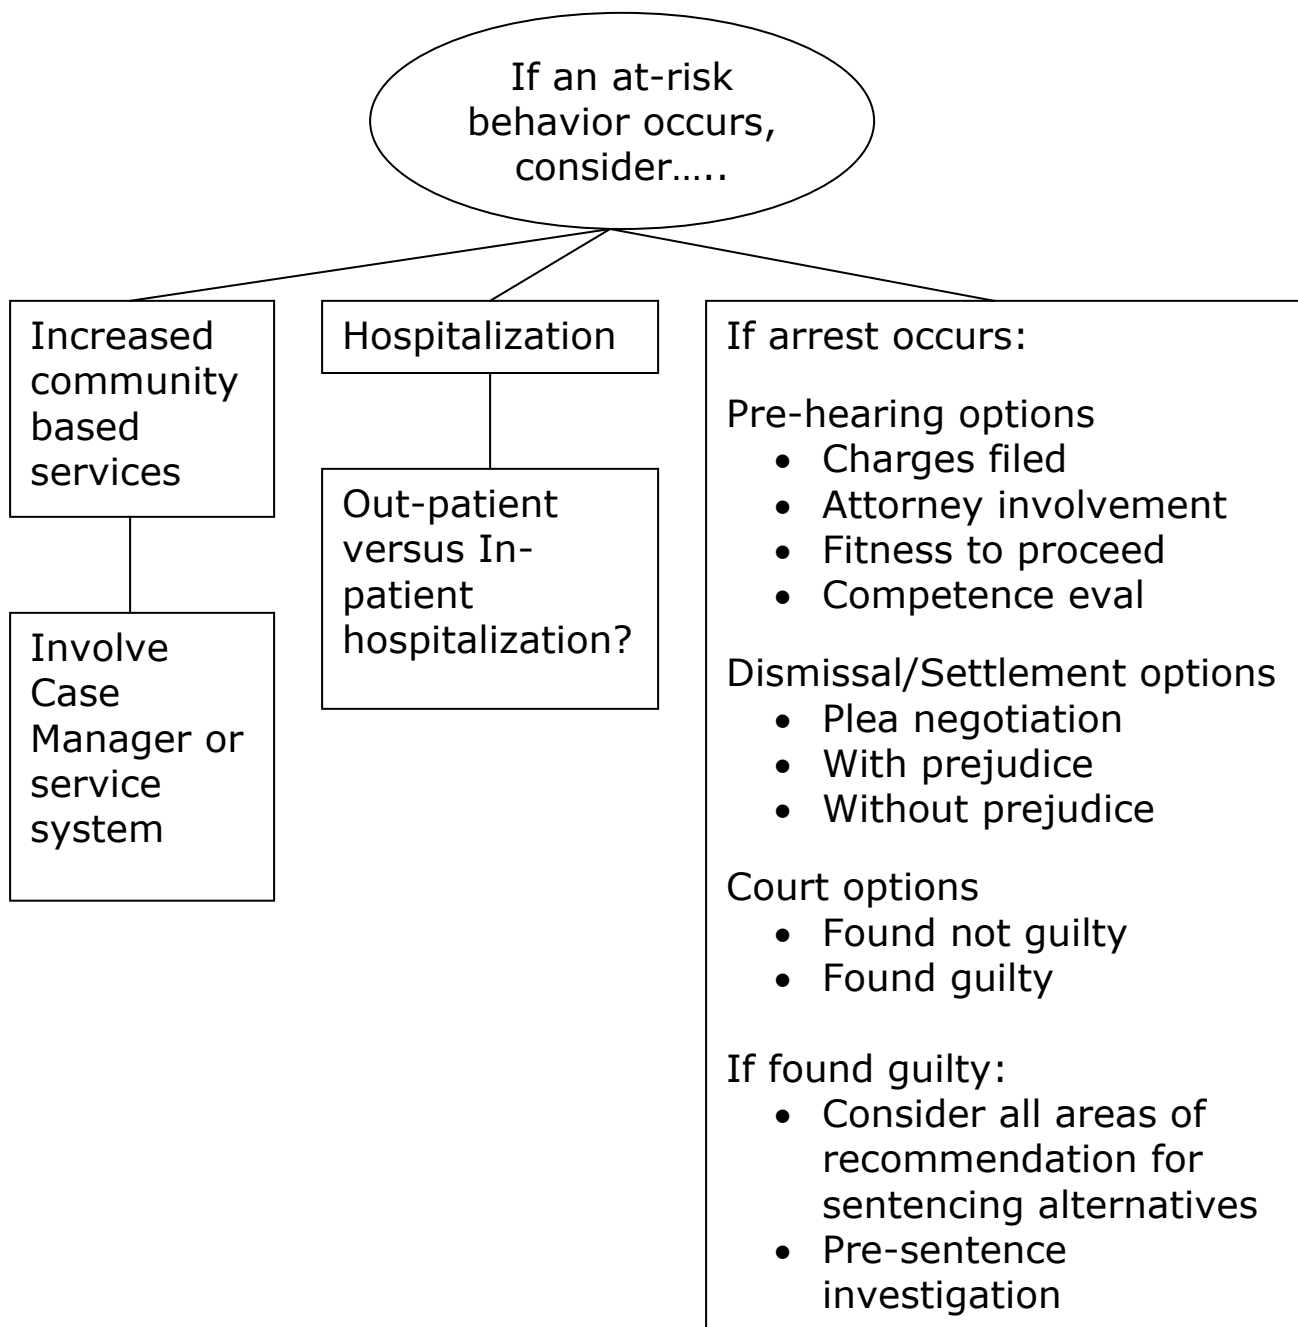 If an at-risk
behavior occurs,
consider…..
Increased
community
based
services
Involve
Case
Manager or
service
system
Hospitalization
Out-patient
versus In-
patient
hospitalization?
If arrest occurs:
Pre-hearing options
• Charges filed
• Attorney involvement
• Fitness to proceed
• Competence eval
Dismissal/Settlement options
• Plea negotiation
• With prejudice
• Without prejudice
Court options
• Found not guilty
• Found guilty
If found guilty:
• Consider all areas of
recommendation for
sentencing alternatives
• Pre-sentence
investigation